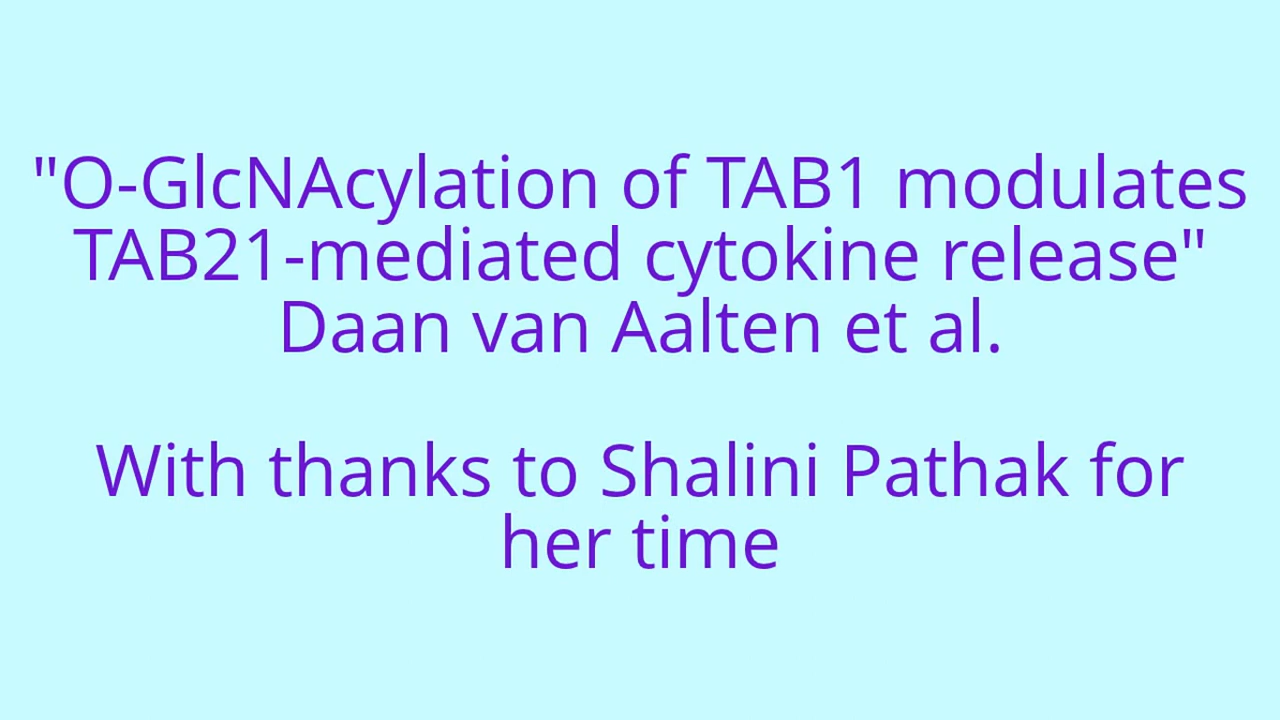 "O-GlcNAcylation of TAB1 modulates
TAB21-mediated cytokine release"
Daan van Aalten et al.
With thanks to Shalini Pathak for
her time